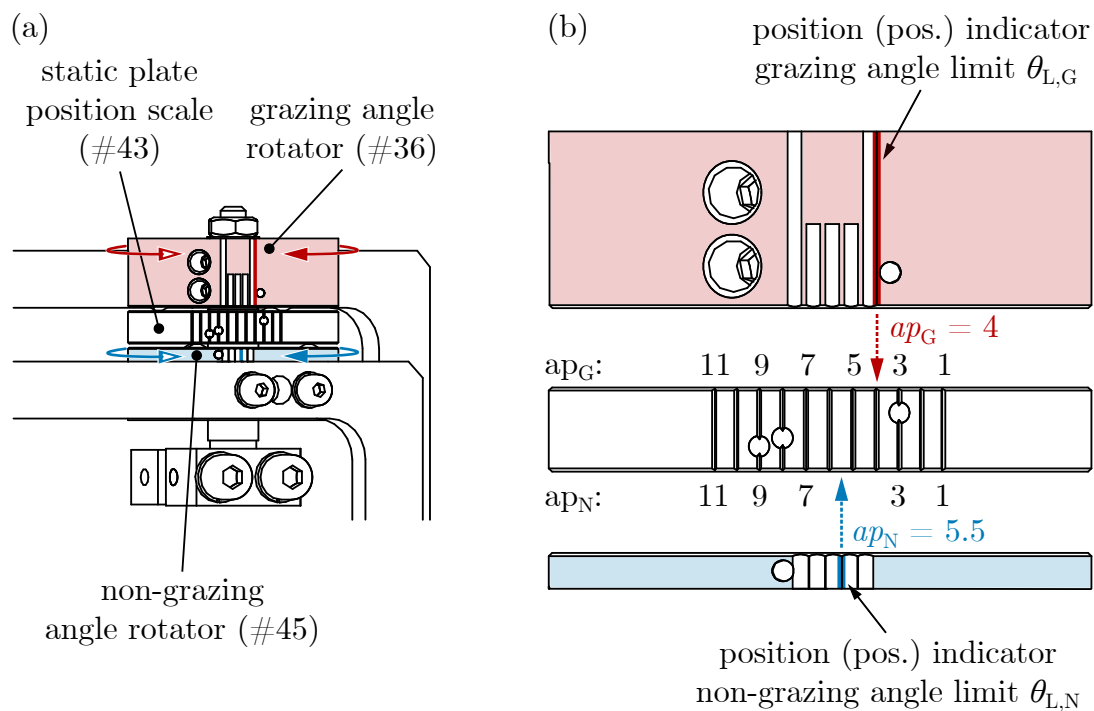 (a)
static plate
position scale
(#43)
grazing angle
rotator (#36)
non-grazing
angle rotator (#45)
(b)
position (pos.) indicator
grazing angle limit θL,G
apG = 4
apG: 11 9 7 5 3 1
apN: 11 9 7 3 1
apN = 5.5
position (pos.) indicator
non-grazing angle limit θL,N